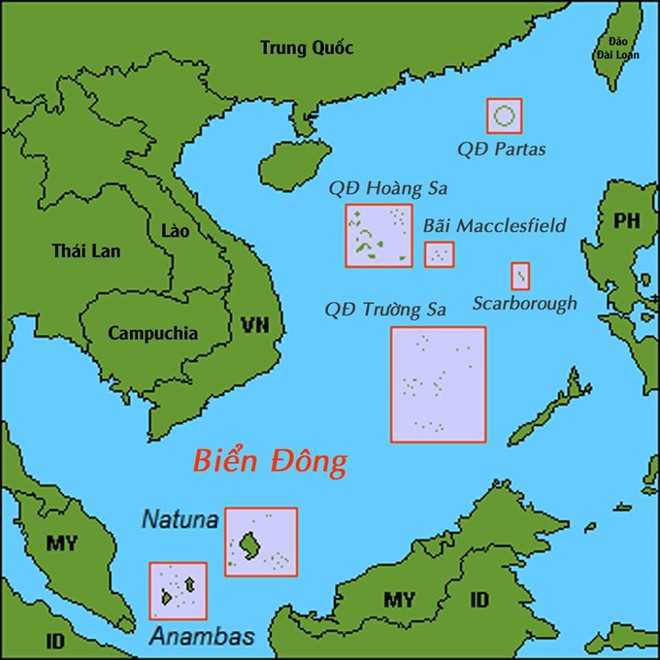 Trung Quốc
Đảo
Đài Loan
QĐ Partas
QĐ Hoàng Sa
Bãi Macclesfield
PH
Lào
Thái Lan
Scarborough
QĐ Trường Sa
VN
Campuchia
Biển Đông
Natuna
MY
MY
ID
Anambas
ID